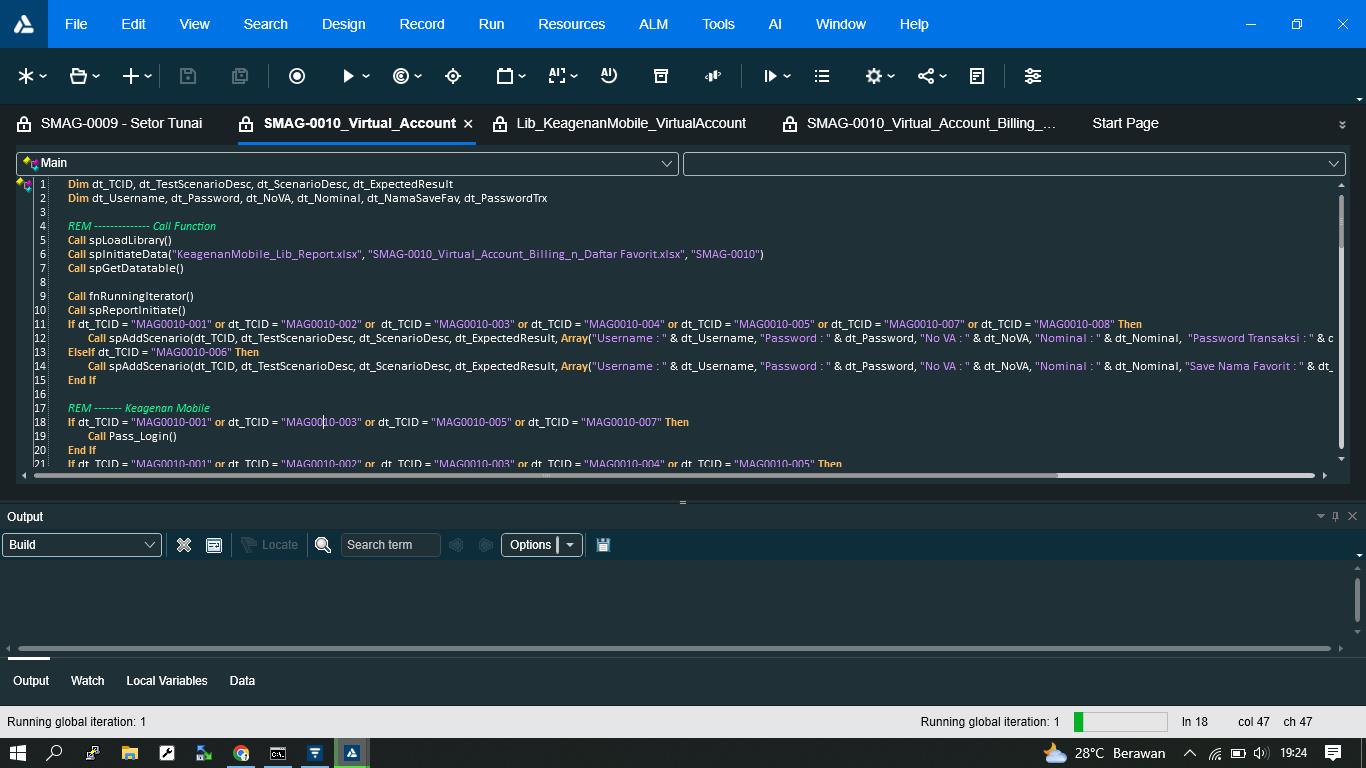 File Edit View Search Design Record Run Resources ALM Tools AI Window Help
SMAG-0009 - Setor Tunai SMAG-0010_Virtual_Account Lib_KeagenanMobile_VirtualAccount SMAG-0010_Virtual_Account_Billing_... Start Page
Main
1 Dim dt_TCID, dt_TestScenarioDesc, dt_ScenarioDesc, dt_ExpectedResult
2 Dim dt_Username, dt_Password, dt_NoVA, dt_Nominal, dt_NamaSaveFav, dt_PasswordTrx
3
4 REM -------------- Call Function
5 Call spLoadLibrary()
6 Call spInitiateData("KeagenanMobile_Lib_Report.xlsx", "SMAG-0010_Virtual_Account_Billing_n_Daftar Favorit.xlsx", "SMAG-0010")
7 Call spGetDatatable()
8
9 Call fnRunningIterator()
10 Call spReportInitiate()
11 If dt_TCID = "MAG0010-001" or dt_TCID = "MAG0010-002" or dt_TCID = "MAG0010-003" or dt_TCID = "MAG0010-004" or dt_TCID = "MAG0010-005" or dt_TCID = "MAG0010-007" or dt_TCID = "MAG0010-008" Then
12 Call spAddScenario(dt_TCID, dt_TestScenarioDesc, dt_ScenarioDesc, dt_ExpectedResult, Array("Username : " & dt_Username, "Password : " & dt_Password, "No VA : " & dt_NoVA, "Nominal : " & dt_Nominal, "Password Transaksi : " & d
13 ElseIf dt_TCID = "MAG0010-006" Then
14 Call spAddScenario(dt_TCID, dt_TestScenarioDesc, dt_ScenarioDesc, dt_ExpectedResult, Array("Username : " & dt_Username, "Password : " & dt_Password, "No VA : " & dt_NoVA, "Nominal : " & dt_Nominal, "Save Nama Favorit : " & dt_
15 End If
16
17 REM ------- Keagenan Mobile
18 If dt_TCID = "MAG0010-001" or dt_TCID = "MAG0010-003" or dt_TCID = "MAG0010-005" or dt_TCID = "MAG0010-007" Then
19 Call Pass_Login()
20 End If
21 If dt_TCID = "MAG0010-001" or dt_TCID = "MAG0010-002" or dt_TCID = "MAG0010-003" or dt_TCID = "MAG0010-004" or dt_TCID = "MAG0010-005" Then
Output
Build Locate Search term Options
Output Watch Local Variables Data
Running global iteration: 1 Running global iteration: 1 ln 18 col 47 ch 47
28°C Berawan 19:24